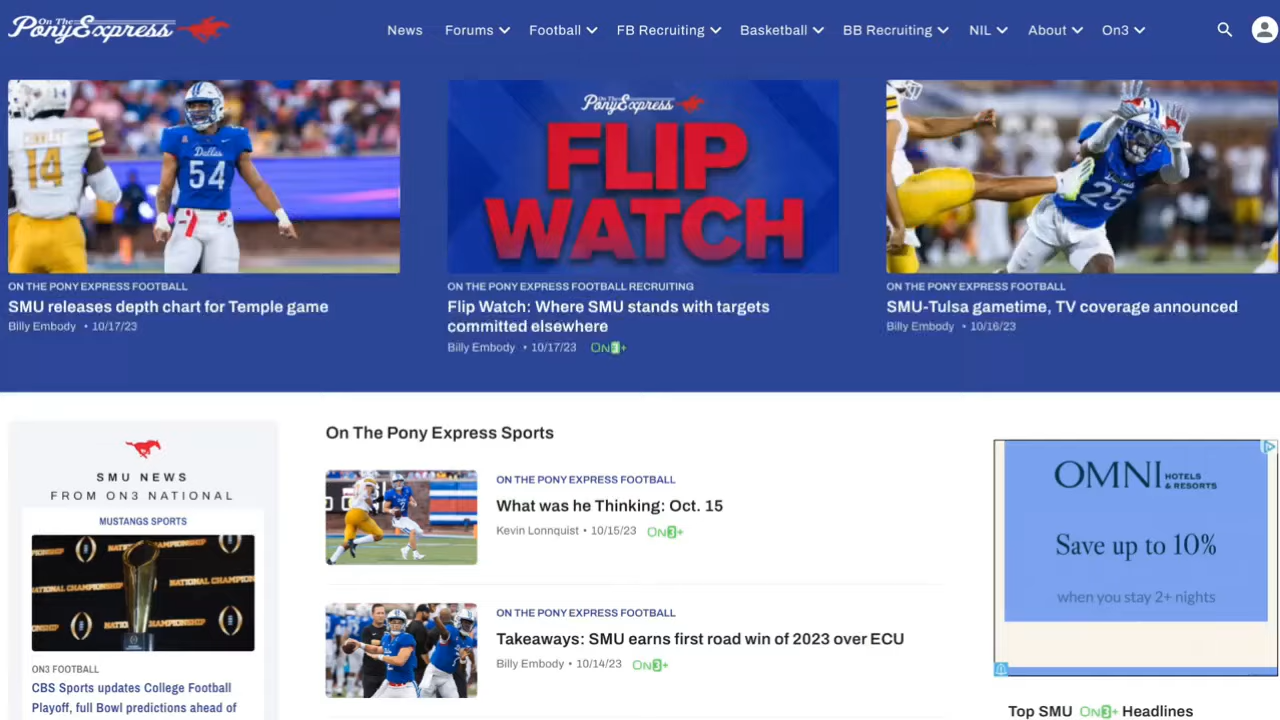 On The
PonyExpress
News
Forums
Football
FB Recruiting
Basketball
BB Recruiting
NIL
About
On3
14
Dallas
54
On The
PonyExpress
FLIP
WATCH
25
ON THE PONY EXPRESS FOOTBALL
SMU releases depth chart for Temple game
Billy Embody • 10/17/23
ON THE PONY EXPRESS FOOTBALL RECRUITING
Flip Watch: Where SMU stands with targets
committed elsewhere
Billy Embody • 10/17/23 ON3+
ON THE PONY EXPRESS FOOTBALL
SMU-Tulsa gametime, TV coverage announced
Billy Embody • 10/16/23
SMU NEWS
FROM ON3 NATIONAL
MUSTANGS SPORTS
NATIONAL CHAMPIONSHIP
ON3 FOOTBALL
CBS Sports updates College Football
Playoff, full Bowl predictions ahead of
On The Pony Express Sports
ON THE PONY EXPRESS FOOTBALL
What was he Thinking: Oct. 15
Kevin Lonnquist • 10/15/23 ON3+
ON THE PONY EXPRESS FOOTBALL
Takeaways: SMU earns first road win of 2023 over ECU
Billy Embody • 10/14/23 ON3+
OMNI HOTELS
& RESORTS
Save up to 10%
when you stay 2+ nights
Top SMU ON3+ Headlines